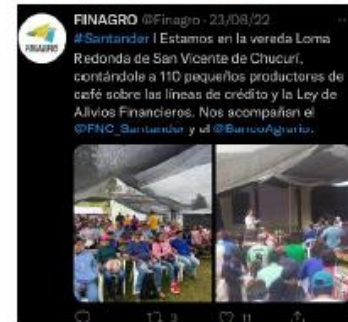 FINAGRO @Finagro · 23/08/22
FINAGRO
#Santander | Estamos en la vereda Loma
Redonda de San Vicente de Chucurí,
contándole a 110 pequeños productores de
café sobre las líneas de crédito y la Ley de
Alivios Financieros. Nos acompañan el
@FNC_Santander y el @BancoAgrario.
3 11